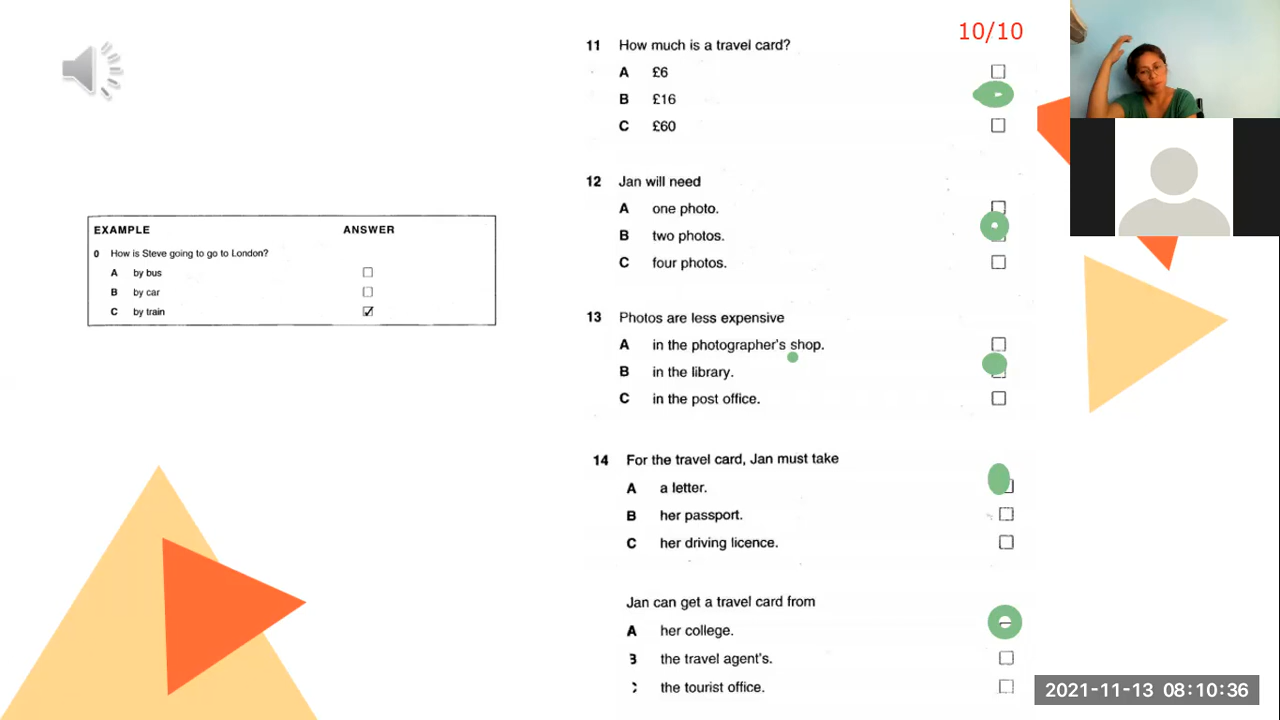 10/10
11 How much is a travel card?
A £6
B £16
C £60
12 Jan will need
A one photo.
B two photos.
C four photos.
EXAMPLE ANSWER
0 How is Steve going to go to London?
A by bus
B by car
C by train
13 Photos are less expensive
A in the photographer's shop.
B in the library.
C in the post office.
14 For the travel card, Jan must take
A a letter.
B her passport.
C her driving licence.
Jan can get a travel card from
A her college.
the travel agent's.
the tourist office.
2021-11-13 08:10:36